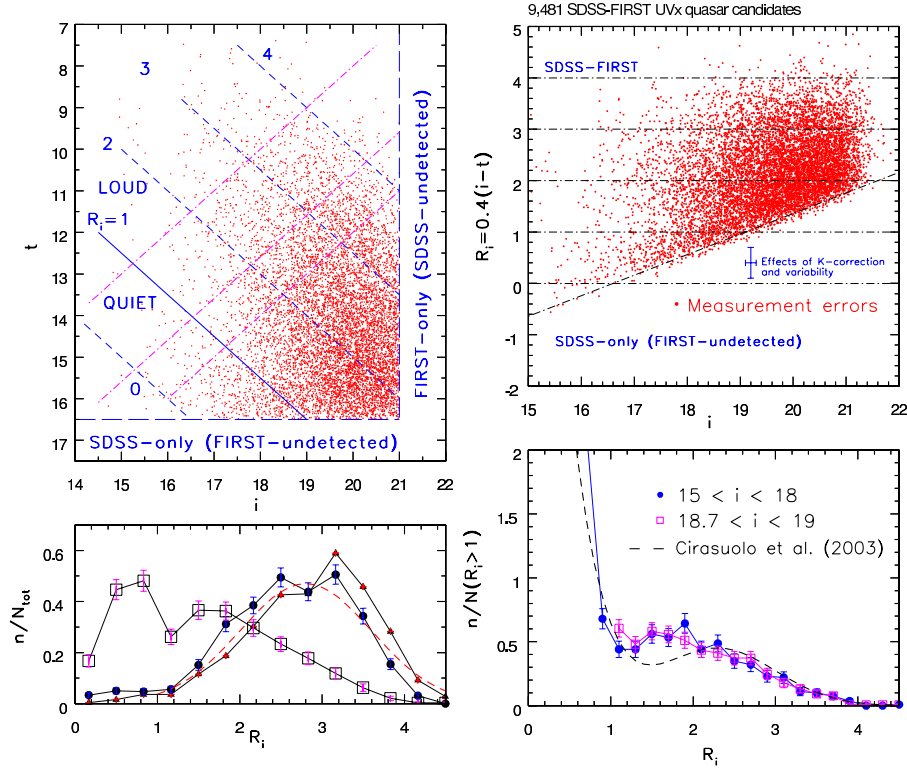 7
8
9
10
11
12
13
14
15
16
17
t
3
4
2
LOUD
R_i=1
QUIET
0
FIRST-only (SDSS-undetected)
SDSS-only (FIRST-undetected)
14 15 16 17 18 19 20 21 22
i
9,481 SDSS-FIRST UVx quasar candidates
5
4
3
2
1
0
-1
-2
R_i=0.4(i-t)
SDSS-FIRST
Effects of K-correction
and variability
Measurement errors
SDSS-only (FIRST-undetected)
15 16 17 18 19 20 21 22
i
0.6
0.4
0.2
0
n/N_tot
0 1 2 3 4
R_i
2
1.5
1
0.5
0
n/N(R_i>1)
15 < i < 18
18.7 < i < 19
Cirasuolo et al. (2003)
0 1 2 3 4
R_i